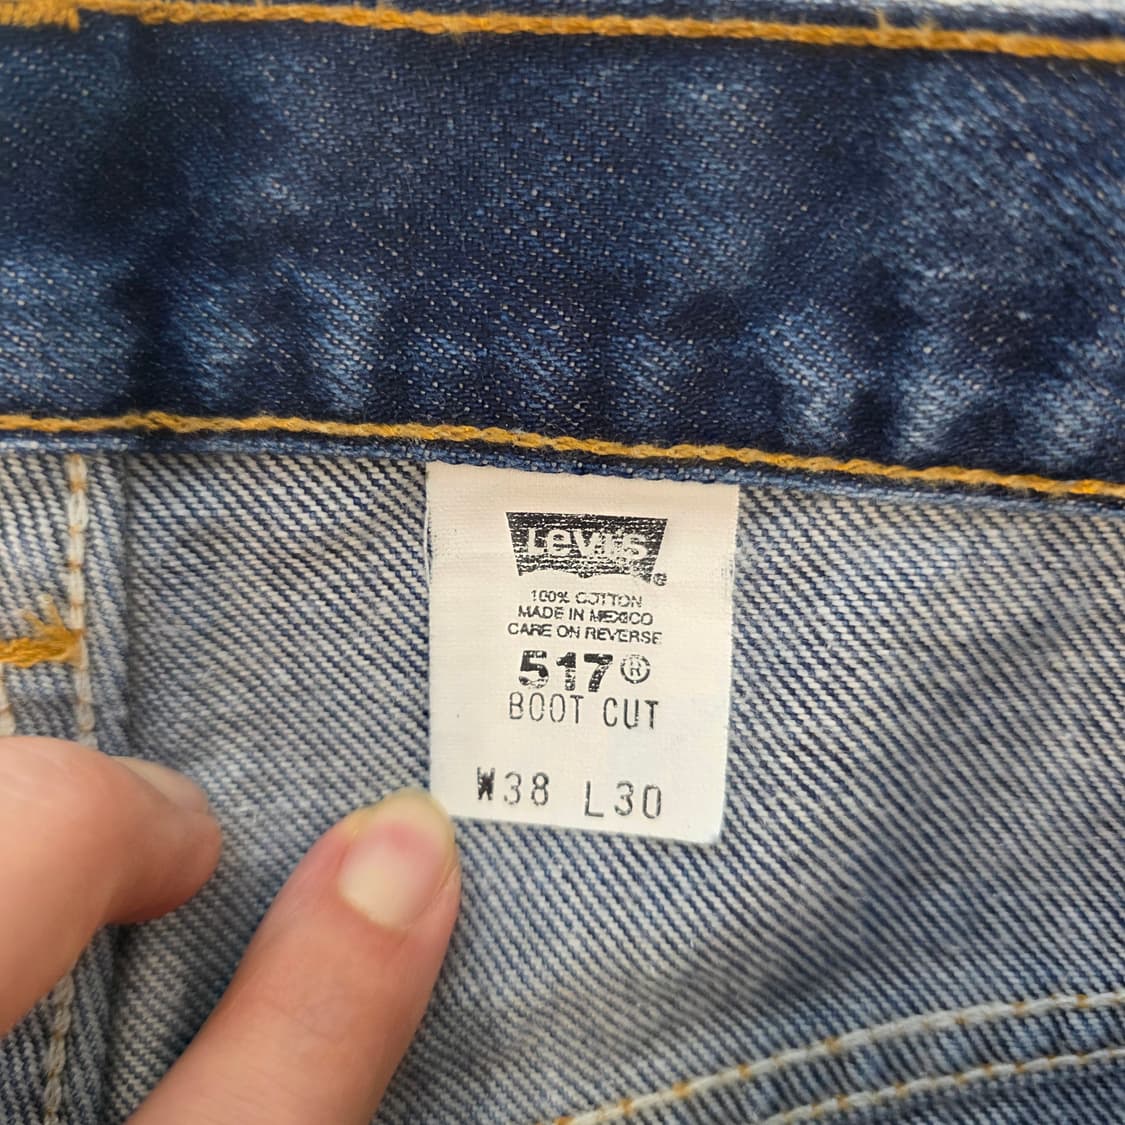 Levi's®
100% COTTON
MADE IN MEXICO
CARE ON REVERSE
517®
BOOT CUT
W38 L30